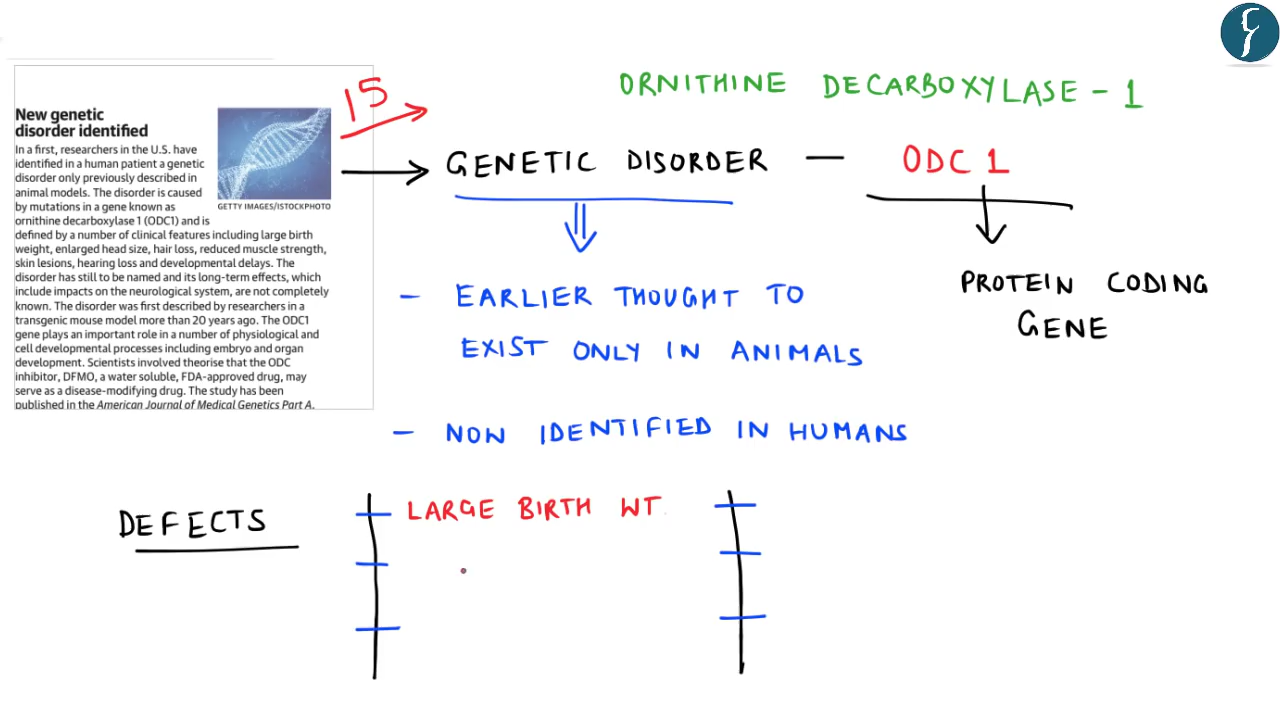 New genetic
disorder identified
In a first, researchers in the U.S. have
identified in a human patient a genetic
disorder only previously described in
animal models. The disorder is caused
by mutations in a gene known as
ornithine decarboxylase 1 (ODC1) and is
defined by a number of clinical features including large birth
weight, enlarged head size, hair loss, reduced muscle strength,
skin lesions, hearing loss and developmental delays. The
disorder has still to be named and its long-term effects, which
include impacts on the neurological system, are not completely
known. The disorder was first described by researchers in a
transgenic mouse model more than 20 years ago. The ODC1
gene plays an important role in a number of physiological and
cell developmental processes including embryo and organ
development. Scientists involved theorise that the ODC
inhibitor, DFMO, a water soluble, FDA-approved drug, may
serve as a disease-modifying drug. The study has been
published in the American Journal of Medical Genetics Part A.
GETTY IMAGES/ISTOCKPHOTO
15
ORNITHINE DECARBOXYLASE - 1
GENETIC DISORDER — ODC 1
PROTEIN CODING
GENE
- EARLIER THOUGHT TO
EXIST ONLY IN ANIMALS
- NON IDENTIFIED IN HUMANS
DEFECTS
LARGE BIRTH WT.